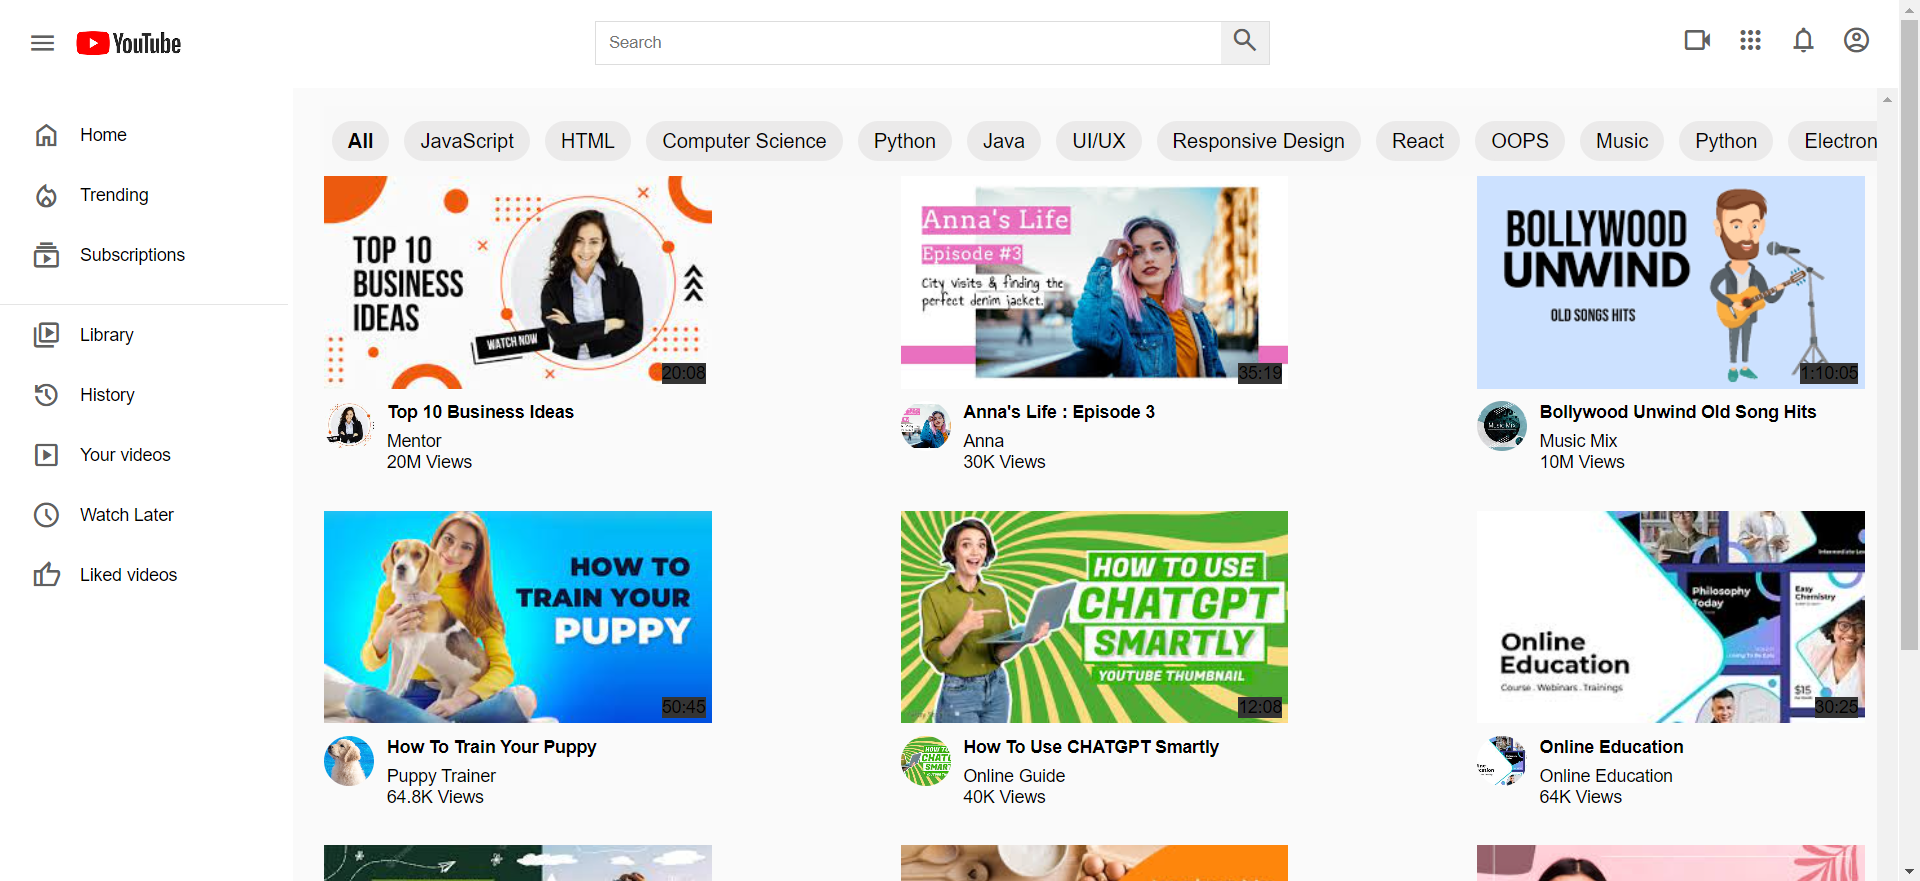 YouTube
Search
Home
Trending
Subscriptions
Library
History
Your videos
Watch Later
Liked videos
All JavaScript HTML Computer Science Python Java UI/UX Responsive Design React OOPS Music Python Electron
TOP 10
BUSINESS
IDEAS
WATCH NOW
20:08
Top 10 Business Ideas
Mentor
20M Views
Anna's Life
Episode #3
City visits & finding the
perfect denim jacket.
35:19
Anna's Life : Episode 3
Anna
30K Views
BOLLYWOOD
UNWIND
OLD SONGS HITS
1:10:05
Music Mix
Bollywood Unwind Old Song Hits
Music Mix
10M Views
HOW TO
TRAIN YOUR
PUPPY
50:45
How To Train Your Puppy
Puppy Trainer
64.8K Views
HOW TO USE
CHATGPT
SMARTLY
YOUTUBE THUMBNAIL
12:08
How To Use CHATGPT Smartly
Online Guide
40K Views
Online
Education
Course . Webinars . Trainings
Philosophy
Today
Easy
Chemistry
$15
30:25
Online Education
Online Education
64K Views